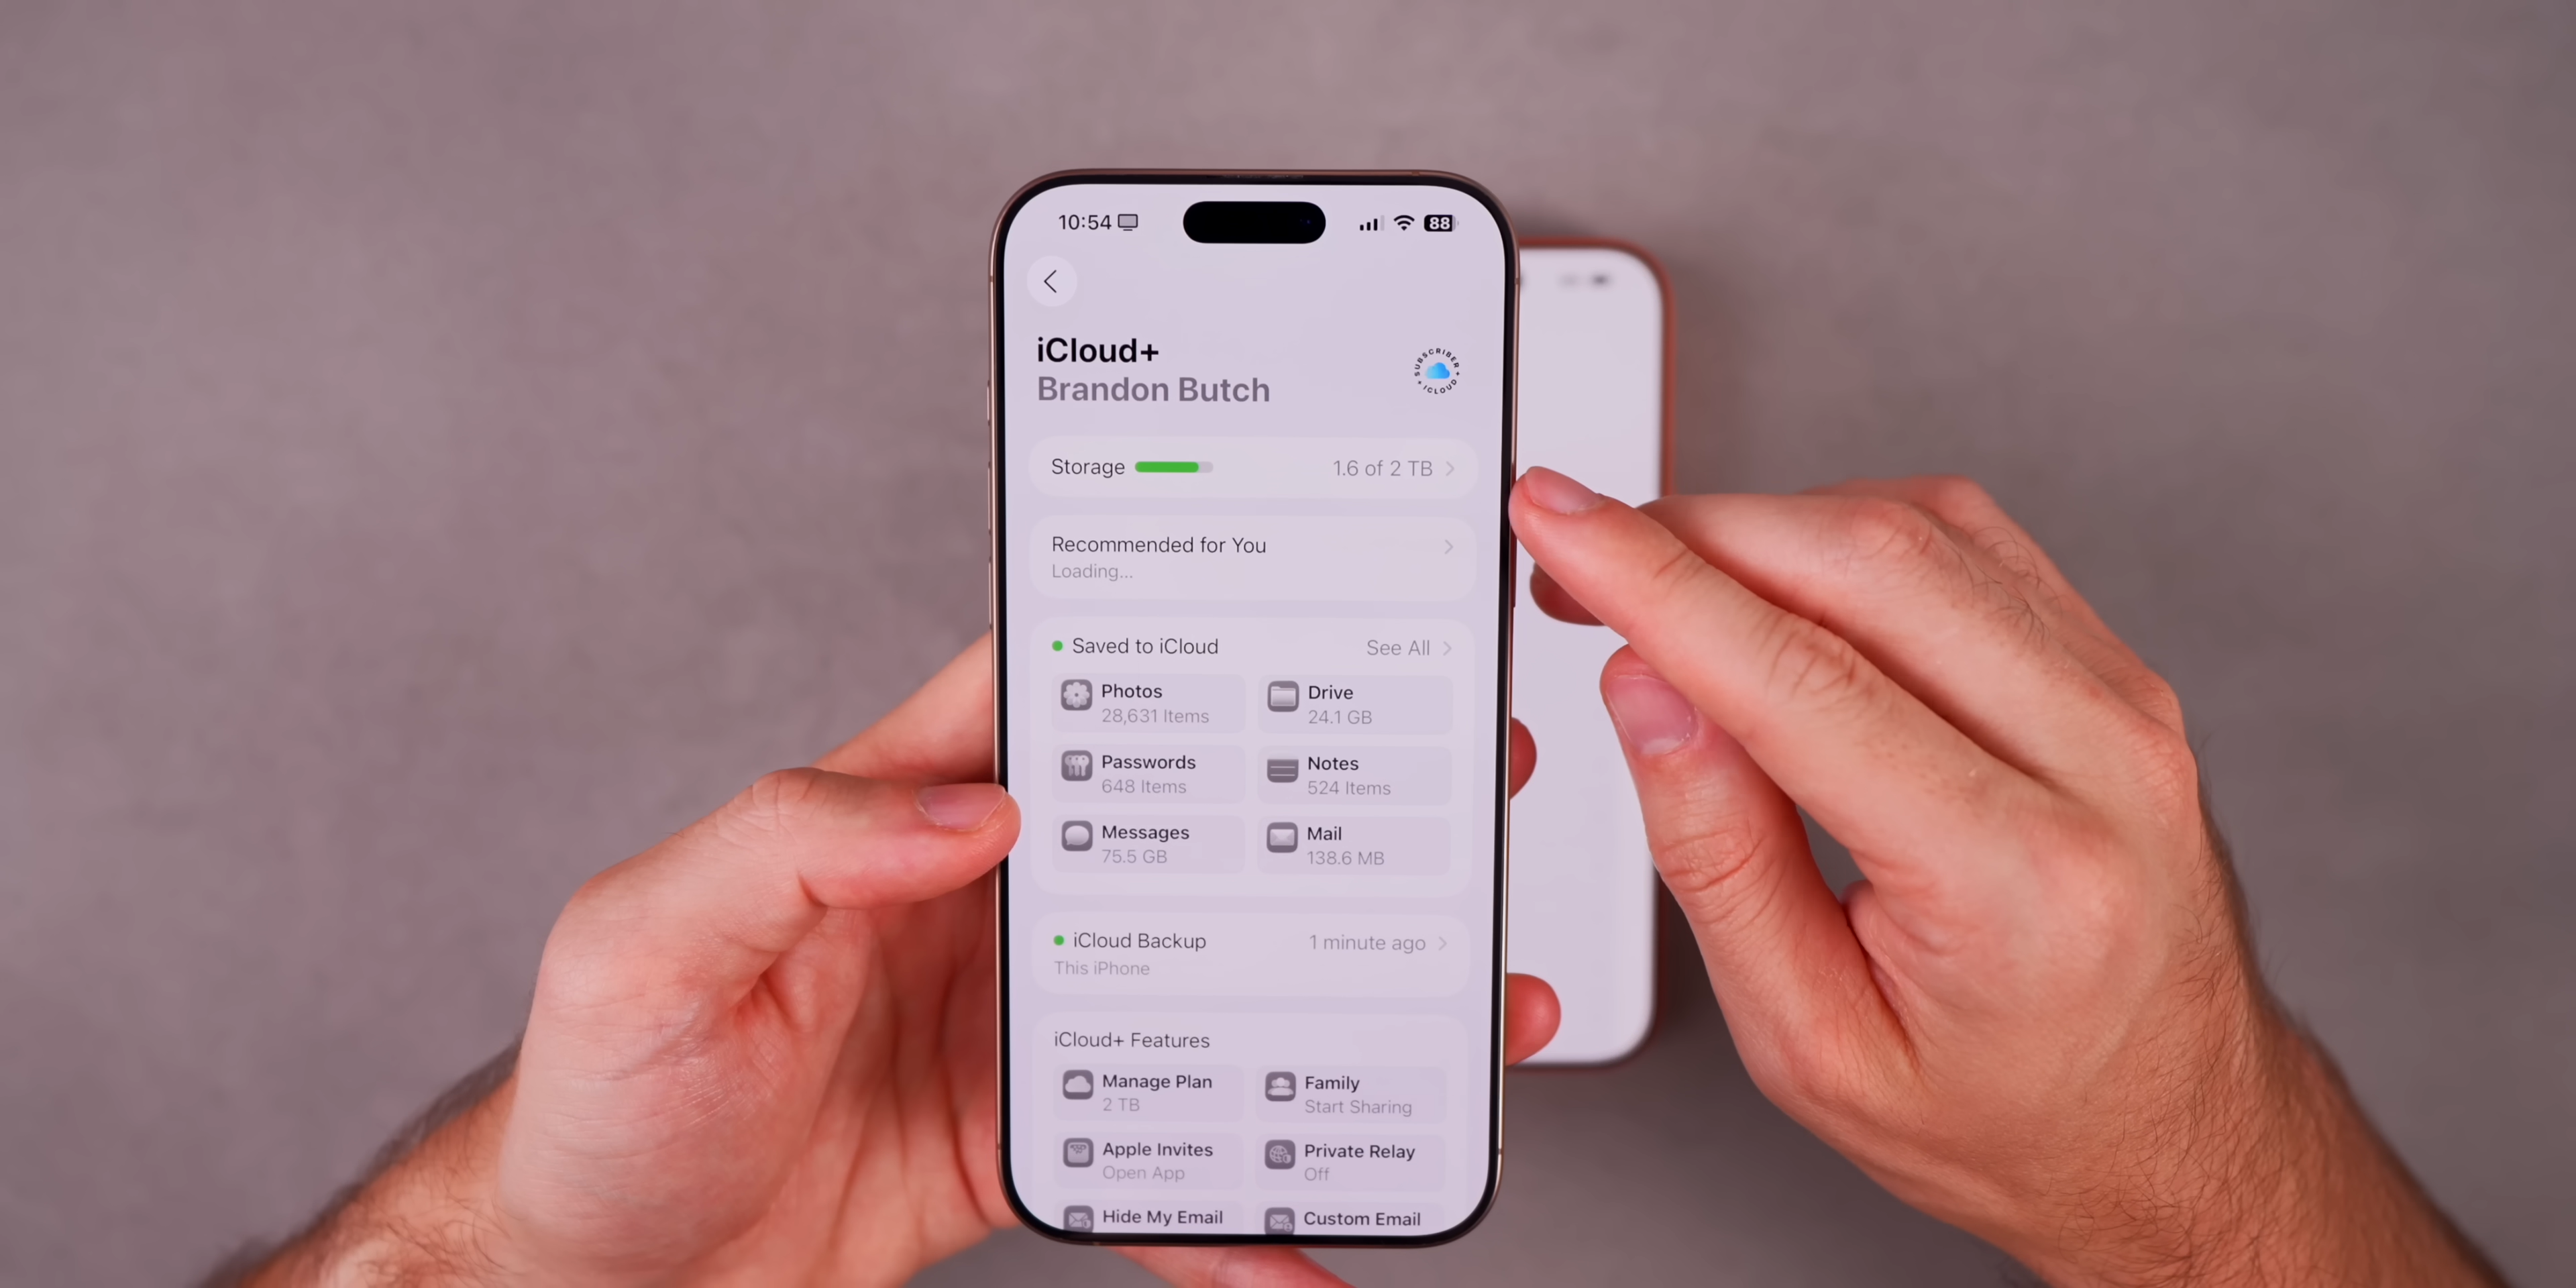 10:54
88
iCloud+
Brandon Butch
SUBSCRIBER + ICLOUD +
Storage
1.6 of 2 TB
Recommended for You
Loading...
Saved to iCloud
See All
Photos
28,631 Items
Drive
24.1 GB
Passwords
648 Items
Notes
524 Items
Messages
75.5 GB
Mail
138.6 MB
iCloud Backup
1 minute ago
This iPhone
iCloud+ Features
Manage Plan
2 TB
Family
Start Sharing
Apple Invites
Open App
Private Relay
Off
Hide My Email
Custom Email